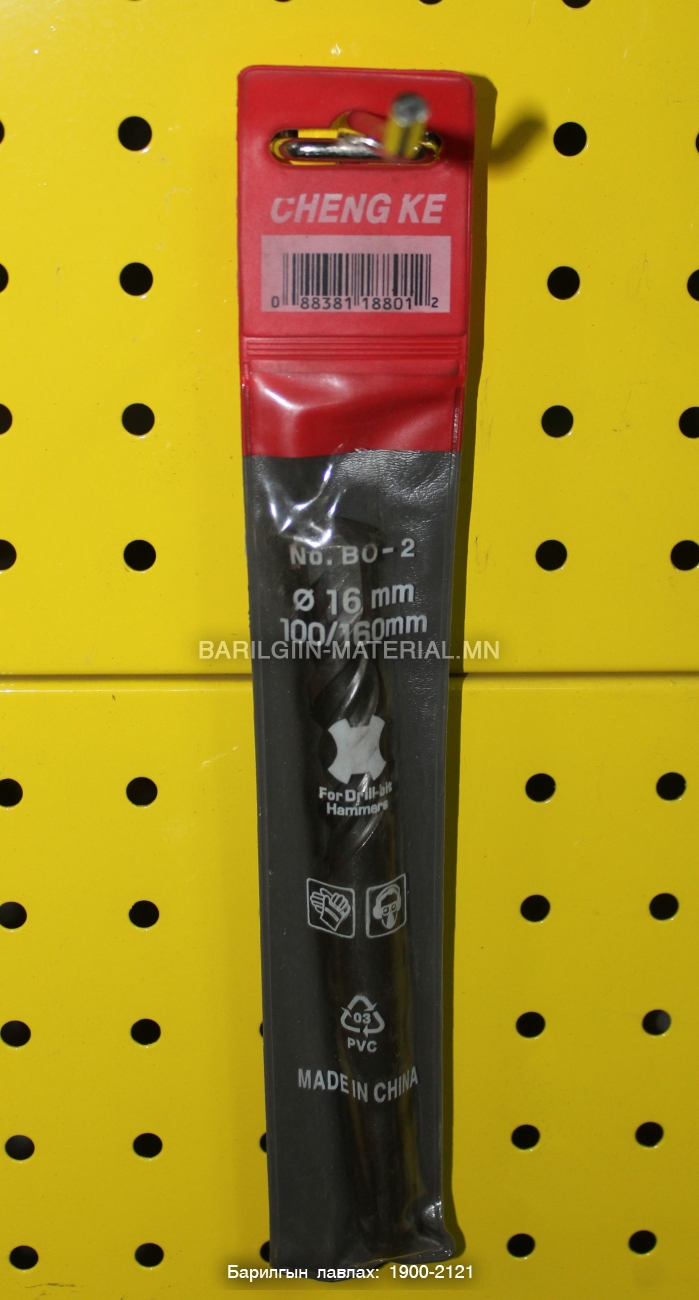 CHENG KE
0 88381 18801 2
No. BO-2
Ø 16 mm
100/160mm
BARILGIIN-MATERIAL.MN
For Drill-bit
Hammers
03
PVC
MADE IN CHINA
Барилгын лавлах: 1900-2121